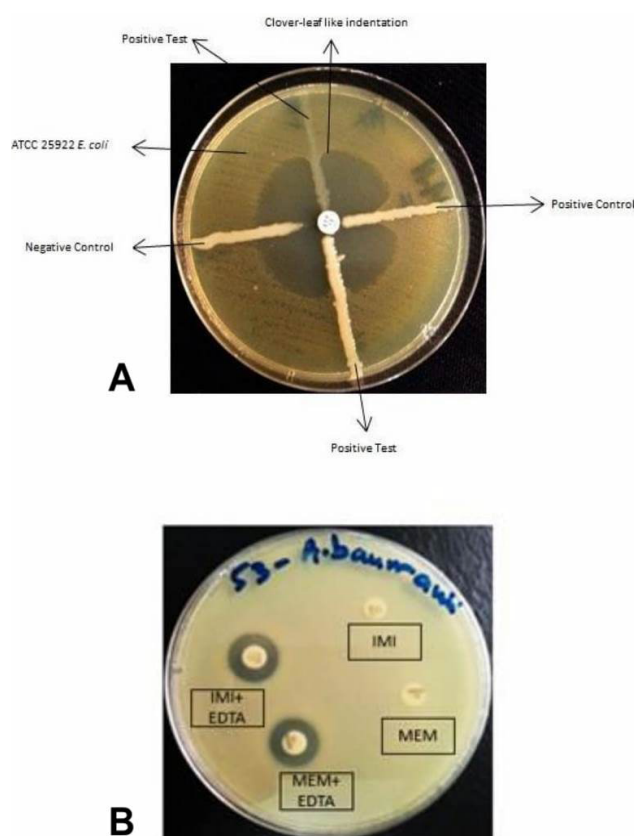 Clover-leaf like indentation
Positive Test
ATCC 25922 E. coli
Positive Control
Negative Control
A
Positive Test
53- A.baumanii
IMI
IMI+
EDTA
MEM
MEM+
EDTA
B